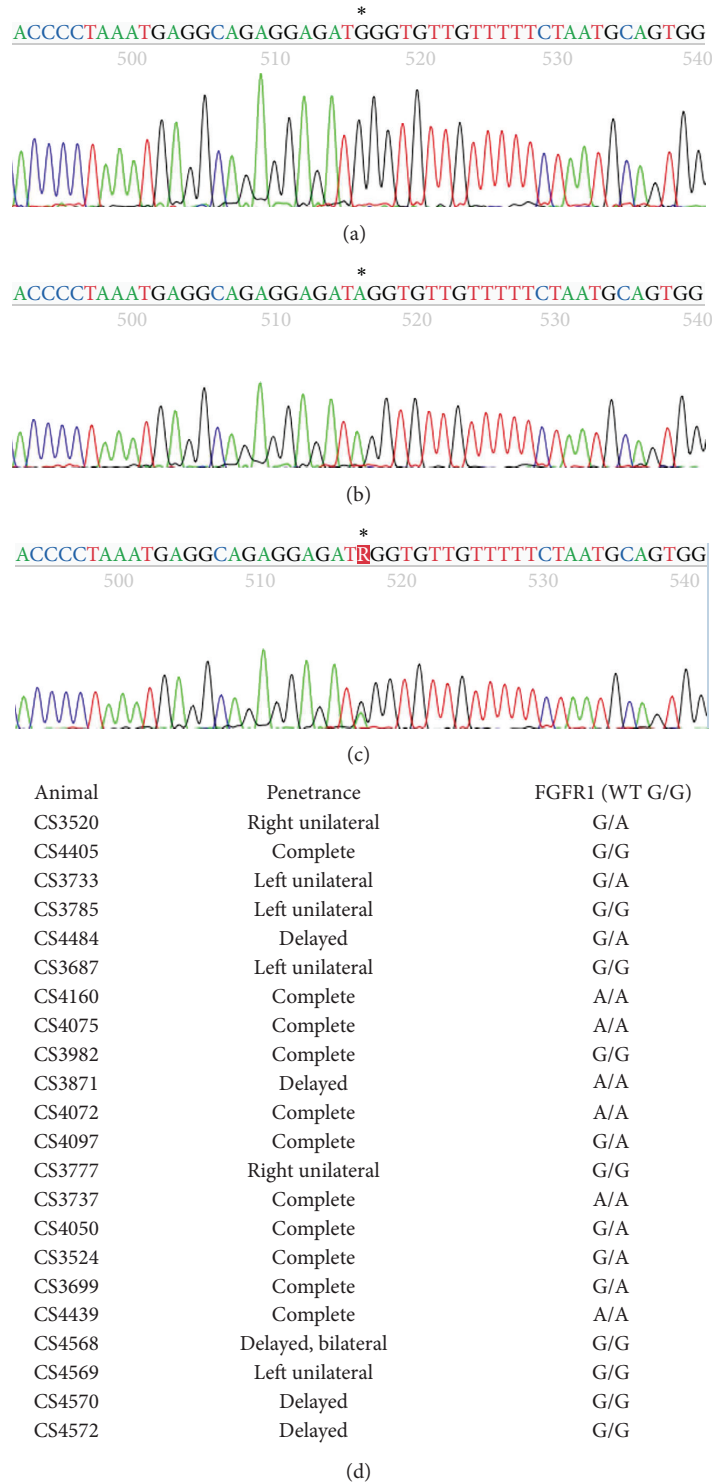 *
ACCCCTAAATGAGGCAGAGGAGATGGGTGTTGTTTTTCTAATGCAGTGG
500 510 520 530 540
(a)
*
ACCCCTAAATGAGGCAGAGGAGATAGGTGTTGTTTTTCTAATGCAGTGG
500 510 520 530 540
(b)
*
ACCCCTAAATGAGGCAGAGGAGATRGGTGTTGTTTTTCTAATGCAGTGG
500 510 520 530 540
(c)
Animal Penetrance FGFR1 (WT G/G)
CS3520 Right unilateral G/A
CS4405 Complete G/G
CS3733 Left unilateral G/A
CS3785 Left unilateral G/G
CS4484 Delayed G/A
CS3687 Left unilateral G/G
CS4160 Complete A/A
CS4075 Complete A/A
CS3982 Complete G/G
CS3871 Delayed A/A
CS4072 Complete A/A
CS4097 Complete G/A
CS3777 Right unilateral G/G
CS3737 Complete A/A
CS4050 Complete G/A
CS3524 Complete G/A
CS3699 Complete G/A
CS4439 Complete A/A
CS4568 Delayed, bilateral G/G
CS4569 Left unilateral G/G
CS4570 Delayed G/G
CS4572 Delayed G/G
(d)